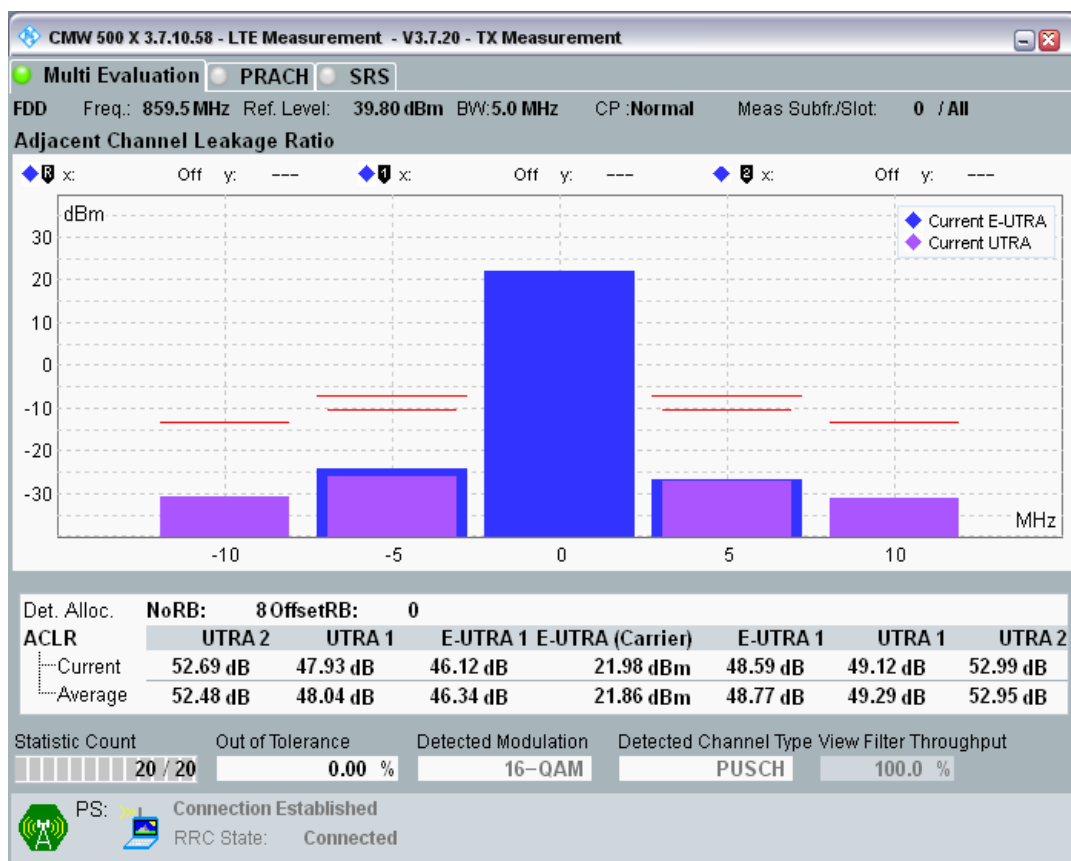 CMW 500 X 3.7.10.58 - LTE Measurement - V3.7.20 - TX Measurement
Multi Evaluation PRACH SRS
FDD Freq.: 859.5 MHz Ref. Level: 39.80 dBm BW:5.0 MHz CP :Normal Meas Subfr./Slot: 0 / All
Adjacent Channel Leakage Ratio
R x: Off y: --- 1 x: Off y: --- 2 x: Off y: ---
dBm
Current E-UTRA
Current UTRA
30
20
10
0
-10
-20
-30
MHz
-10 -5 0 5 10
Det. Alloc. NoRB: 8 OffsetRB: 0
ACLR UTRA 2 UTRA 1 E-UTRA 1 E-UTRA (Carrier) E-UTRA 1 UTRA 1 UTRA 2
Current 52.69 dB 47.93 dB 46.12 dB 21.98 dBm 48.59 dB 49.12 dB 52.99 dB
Average 52.48 dB 48.04 dB 46.34 dB 21.86 dBm 48.77 dB 49.29 dB 52.95 dB
Statistic Count Out of Tolerance Detected Modulation Detected Channel Type View Filter Throughput
20 / 20 0.00 % 16-QAM PUSCH 100.0 %
PS: Connection Established
RRC State: Connected